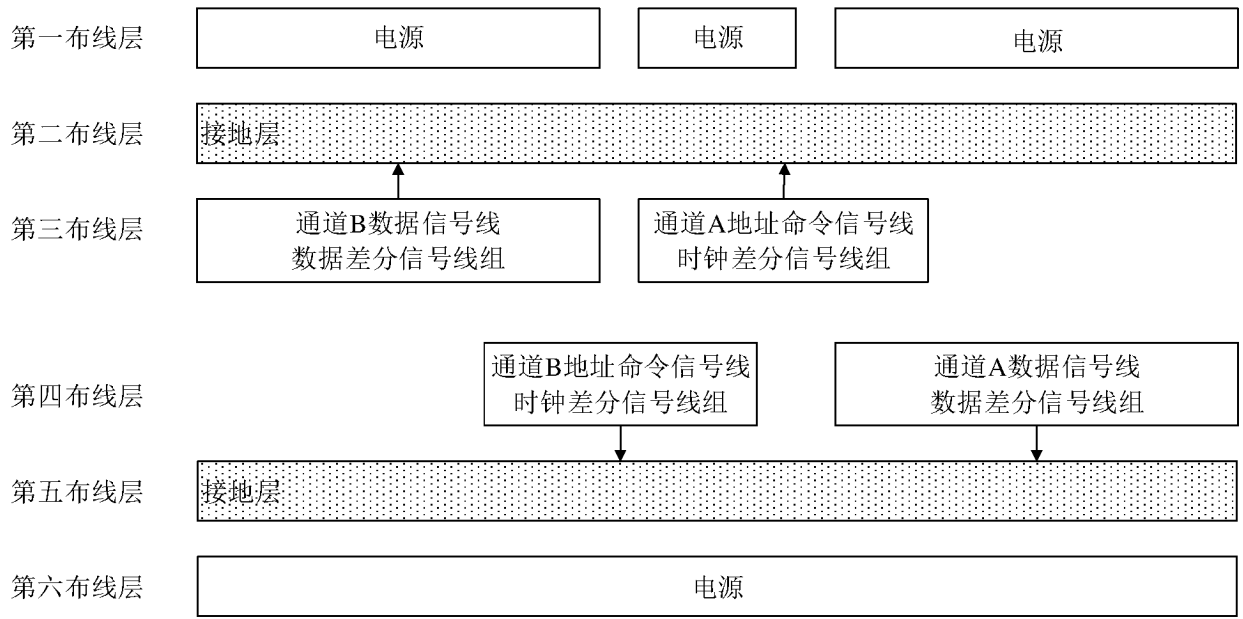 第一布线层
电源
电源
电源
第二布线层
接地层
第三布线层
通道B数据信号线
数据差分信号线组
通道A地址命令信号线
时钟差分信号线组
第四布线层
通道B地址命令信号线
时钟差分信号线组
通道A数据信号线
数据差分信号线组
第五布线层
接地层
第六布线层
电源